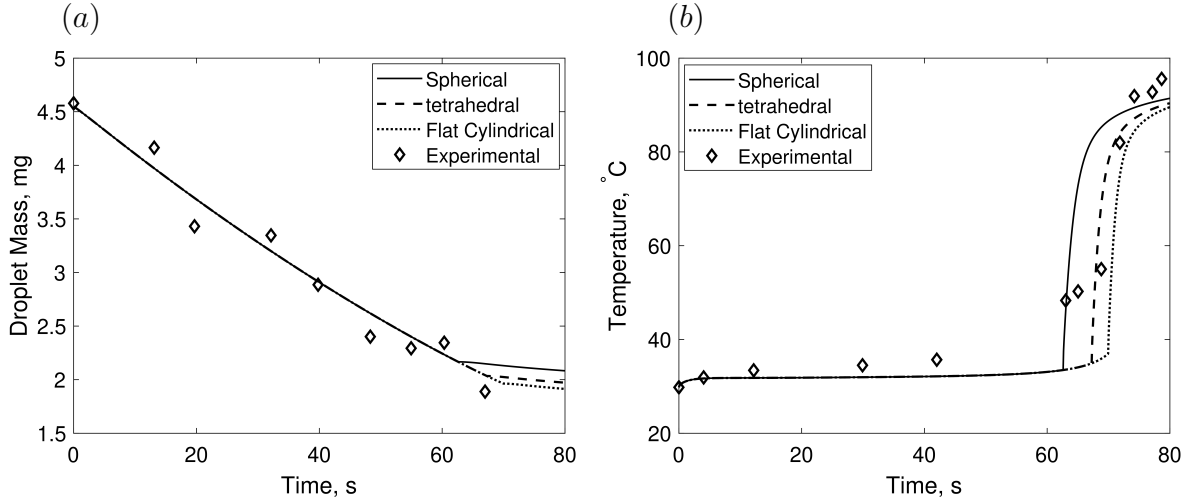 (a)
5
4.5
4
3.5
3
2.5
2
1.5
0
20
40
60
80
Droplet Mass, mg
Time, s
Spherical
tetrahedral
Flat Cylindrical
Experimental
(b)
100
80
60
40
20
0
20
40
60
80
Temperature, °C
Time, s
Spherical
tetrahedral
Flat Cylindrical
Experimental